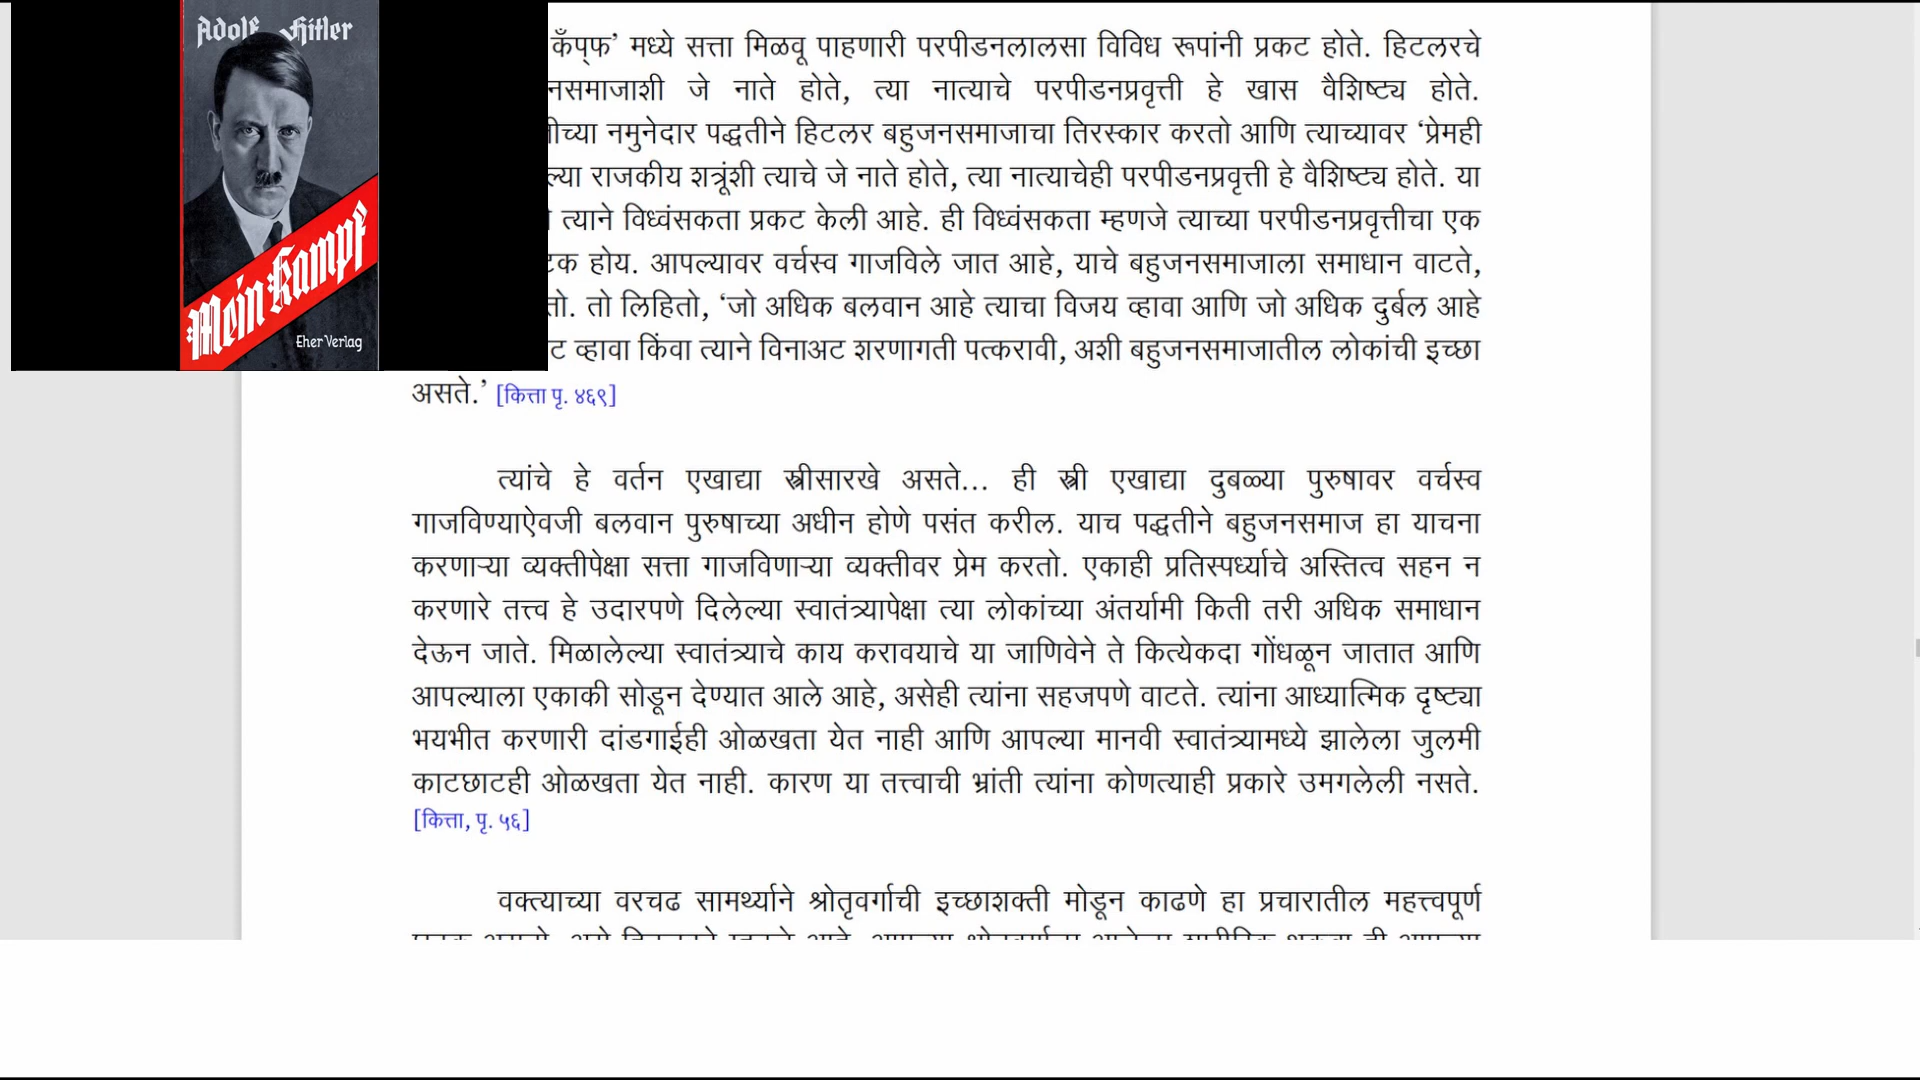 Adolf Hitler
Mein Kampf
Eher Verlag
कँप्फ’ मध्ये सत्ता मिळवू पाहणारी परपीडनलालसा विविध रूपांनी प्रकट होते. हिटलरचे
जे नाते होते, त्या नात्याचे परपीडनप्रवृत्ती हे खास वैशिष्ट्य होते.
नमुनेदार पद्धतीने हिटलर बहुजनसमाजाचा तिरस्कार करतो आणि त्याच्यावर ‘प्रेमही
राजकीय शत्रूंशी त्याचे जे नाते होते, त्या नात्याचेही परपीडनप्रवृत्ती हे वैशिष्ट्य होते. या
त्याने विध्वंसकता प्रकट केली आहे. ही विध्वंसकता म्हणजे त्याच्या परपीडनप्रवृत्तीचा एक
होय. आपल्यावर वर्चस्व गाजविले जात आहे, याचे बहुजनसमाजाला समाधान वाटते,
तो लिहितो, ‘जो अधिक बलवान आहे त्याचा विजय व्हावा आणि जो अधिक दुर्बल आहे
व्हावा किंवा त्याने विनाअट शरणागती पत्करावी, अशी बहुजनसमाजातील लोकांची इच्छा
असते.’ [कित्ता पृ. ४६९]
त्यांचे हे वर्तन एखाद्या स्त्रीसारखे असते... ही स्त्री एखाद्या दुबळ्या पुरुषावर वर्चस्व
गाजविण्याऐवजी बलवान पुरुषाच्या अधीन होणे पसंत करील. याच पद्धतीने बहुजनसमाज हा याचना
करणाऱ्या व्यक्तीपेक्षा सत्ता गाजविणाऱ्या व्यक्तीवर प्रेम करतो. एकाही प्रतिस्पर्ध्याचे अस्तित्व सहन न
करणारे तत्त्व हे उदारपणे दिलेल्या स्वातंत्र्यापेक्षा त्या लोकांच्या अंतर्यामी किती तरी अधिक समाधान
देऊन जाते. मिळालेल्या स्वातंत्र्याचे काय करावयाचे या जाणिवेने ते कित्येकदा गोंधळून जातात आणि
आपल्याला एकाकी सोडून देण्यात आले आहे, असेही त्यांना सहजपणे वाटते. त्यांना आध्यात्मिक दृष्ट्या
भयभीत करणारी दांडगाईही ओळखता येत नाही आणि आपल्या मानवी स्वातंत्र्यामध्ये झालेला जुलमी
काटछाटही ओळखता येत नाही. कारण या तत्त्वाची भ्रांती त्यांना कोणत्याही प्रकारे उमगलेली नसते.
[कित्ता, पृ. ५६]
वक्त्याच्या वरचढ सामर्थ्याने श्रोतृवर्गाची इच्छाशक्ती मोडून काढणे हा प्रचारातील महत्त्वपूर्ण